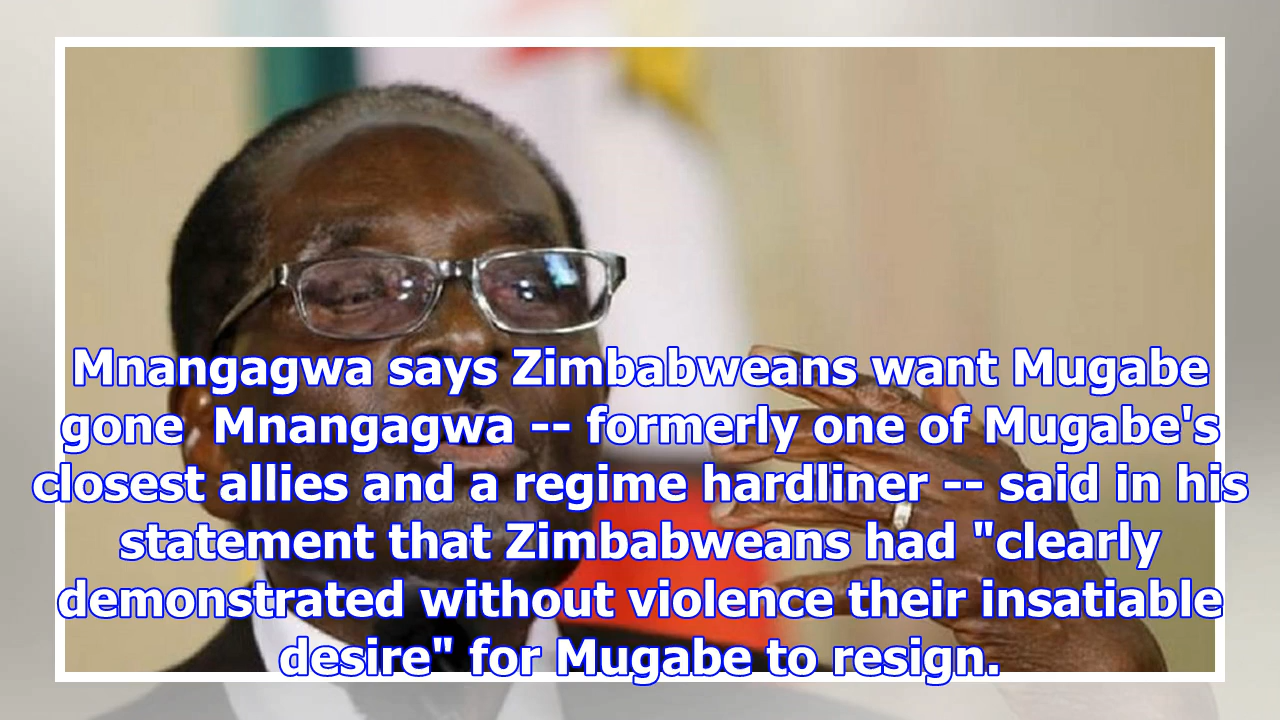 Mnangagwa says Zimbabweans want Mugabe
gone  Mnangagwa -- formerly one of Mugabe's
closest allies and a regime hardliner -- said in his
statement that Zimbabweans had "clearly
demonstrated without violence their insatiable
desire" for Mugabe to resign.